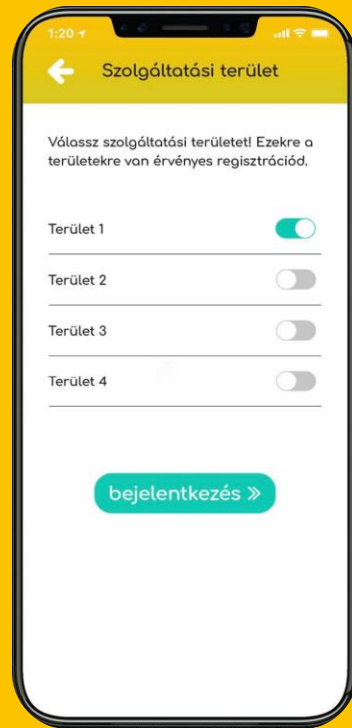 1:20
Szolgáltatási terület
Válassz szolgáltatási területet! Ezekre a
területekre van érvényes regisztrációd.
Terület 1
Terület 2
Terület 3
Terület 4
bejelentkezés »